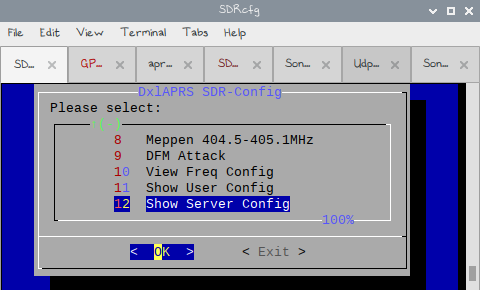 SDRcfg
File Edit View Terminal Tabs Help
SD... GP... apr... SD... Son... Udp... Son...
DxlAPRS SDR-Config
Please select:
^(-)
8 Meppen 404.5-405.1MHz
9 DFM Attack
10 View Freq Config
11 Show User Config
12 Show Server Config
100%
< OK > < Exit >